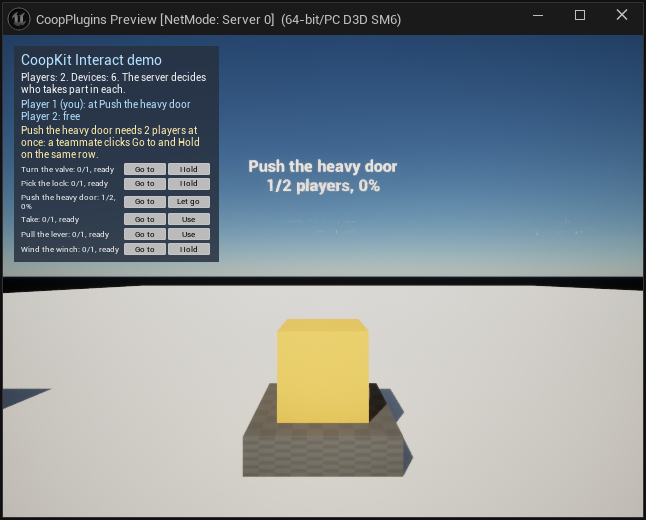 CoopPlugins Preview [NetMode: Server 0] (64-bit/PC D3D SM6)
CoopKit Interact demo
Players: 2. Devices: 6. The server decides
who takes part in each.
Player 1 (you): at Push the heavy door
Player 2: free
Push the heavy door needs 2 players at
once: a teammate clicks Go to and Hold
on the same row.
Turn the valve: 0/1, ready Go to Hold
Pick the lock: 0/1, ready Go to Hold
Push the heavy door: 1/2,
0% Go to Let go
Take: 0/1, ready Go to Use
Pull the lever: 0/1, ready Go to Use
Wind the winch: 0/1, ready Go to Hold
Push the heavy door
1/2 players, 0%